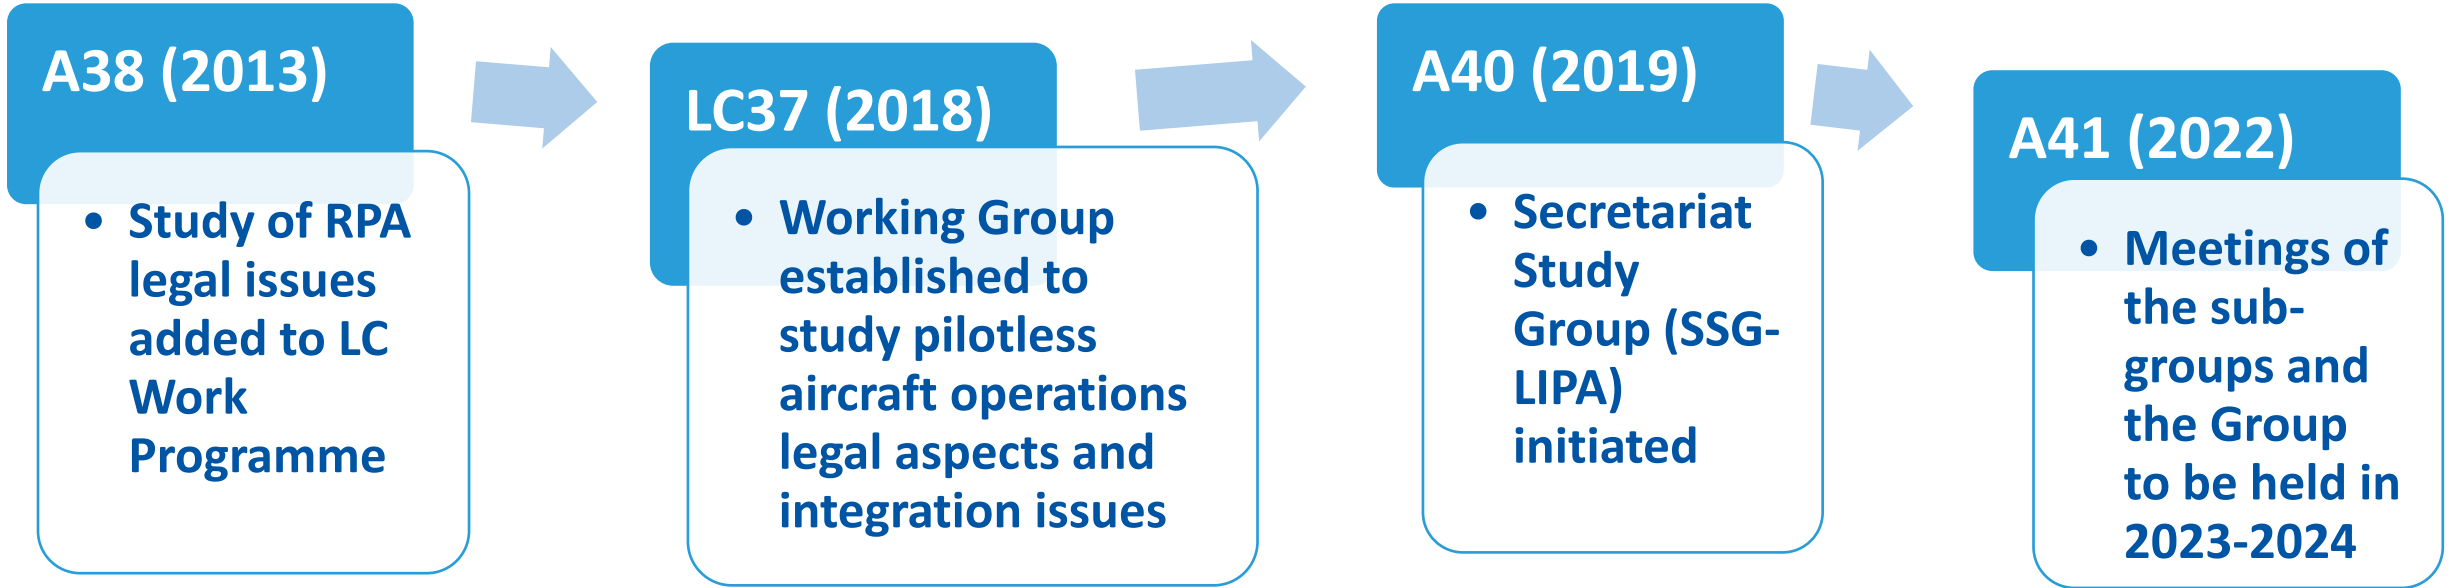 A38 (2013)
• Study of RPA
legal issues
added to LC
Work
Programme
LC37 (2018)
• Working Group
established to
study pilotless
aircraft operations
legal aspects and
integration issues
A40 (2019)
• Secretariat
Study
Group (SSG-
LIPA)
initiated
A41 (2022)
• Meetings of
the sub-
groups and
the Group
to be held in
2023-2024